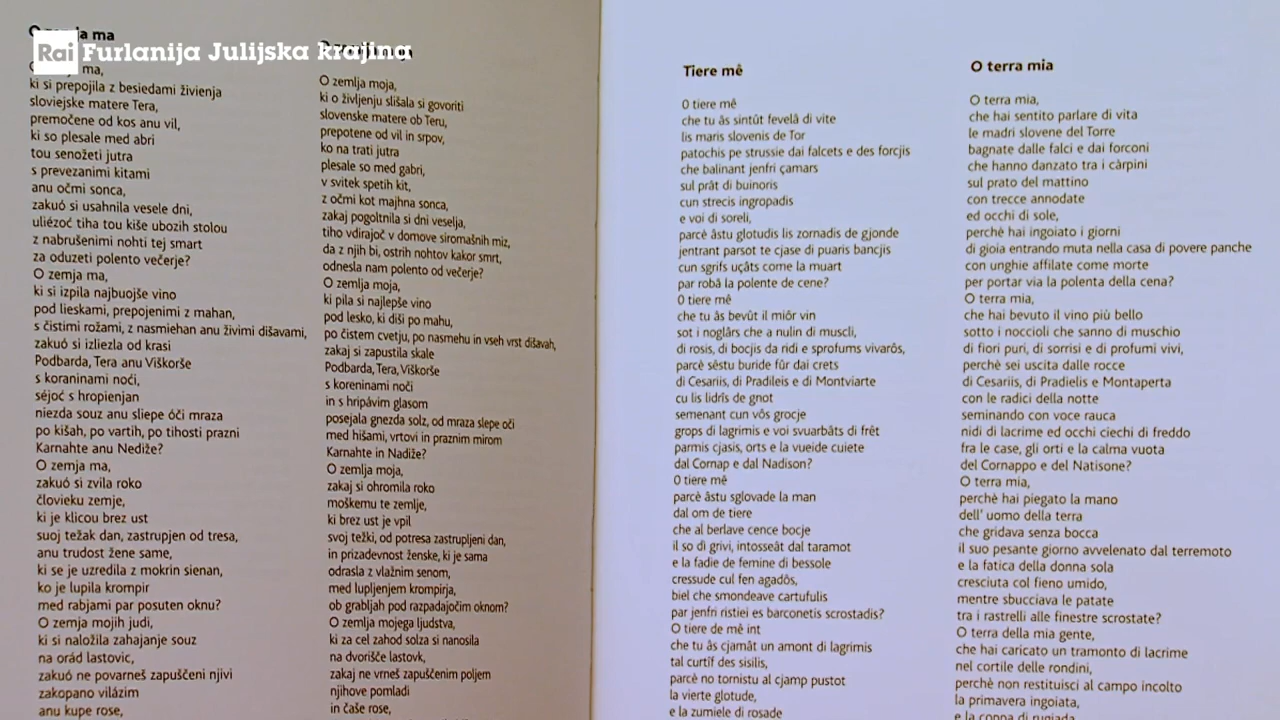 Rai Furlanija Julijska krajina
ma
ma,
ki si prepojila z besiedami živienja
sloviejske matere Tera,
premočene od kos anu vil,
ki so plesale med abri
tou senožeti jutra
s prevezanimi kitami
anu očmi sonca,
zakuó si usahnila vesele dni,
uliézoč tiha tou kiše ubozih stolou
z nabrušenimi nohti tej smart
za oduzeti polento večerje?
O zemja ma,
ki si izpila najbuojše vino
pod lieskami, prepojenimi z mahan,
s čistimi rožami, z nasmiehan anu živimi dišavami,
zakuó si izliezla od krasi
Podbarda, Tera anu Viškorše
s koraninami noći,
séjoč s hropienjan
niezda souz anu sliepe óči mraza
po kišah, po vartih, po tihosti prazni
Karnahte anu Nediže?
O zemja ma,
zakuó si zvila roko
človieku zemje,
ki je klicou brez ust
suoj težak dan, zastrupjen od tresa,
anu trudost žene same,
ki se je uzredila z mokrin sienan,
ko je lupila krompir
med rabjami par posuten oknu?
O zemja mojih judi,
ki si naložila zahajanje souz
na orád lastovic,
zakuó ne povarneš zapuščeni njivi
zakopano vilázim
anu kupe rose,
O zemlja moja,
ki o življenju slišala si govoriti
slovenske matere ob Teru,
prepotene od vil in srpov,
ko na trati jutra
plesale so med gabri,
v svitek spetih kit,
z očmi kot majhna sonca,
zakaj pogoltnila si dni veselja,
tiho vdirajoč v domove siromašnih miz,
da z njih bi, ostrih nohtov kakor smrt,
odnesla nam polento od večerje?
O zemlja moja,
ki pila si najlepše vino
pod lesko, ki diši po mahu,
po čistem cvetju, po nasmehu in vseh vrst dišavah,
zakaj si zapustila skale
Podbarda, Tera, Viškorše
s koreninami noči
in s hripávim glasom
posejala gnezda solz, od mraza slepe oči
med hišami, vrtovi in praznim mirom
Karnahte in Nadiže?
O zemlja moja,
zakaj si ohromila roko
moškemu te zemlje,
ki brez ust je vpil
svoj težki, od potresa zastrupljeni dan,
in prizadevnost ženske, ki je sama
odrasla z vlažnim senom,
med lupljenjem krompirja,
ob grabljah pod razpadajočim oknom?
O zemlja mojega ljudstva,
ki za cel zahod solza si nanosila
na dvorišče lastovk,
zakaj ne vrneš zapuščenim poljem
njihove pomladi
in čaše rose,
Tiere mê
O tiere mê
che tu âs sintût fevelâ di vite
lis maris slovenis de Tor
patochis pe strussie dai falcets e des forcjis
che balinant jenfri çamars
sul prât di buinoris
cun strecis ingropadis
e voi di soreli,
parcè âstu glotudis lis zornadis de gjonde
jentrant parsot te cjase di puaris bancjis
cun sgrifs uçâts come la muart
par robâ la polente de cene?
O tiere mê
che tu âs bevût il miôr vin
sot i noglârs che a nulin di muscli,
di rosis, di bocjis da ridi e sprofums vivarôs,
parcè sêstu buride fûr dai crets
di Cesariis, di Pradileis e di Montviarte
cu lis lidrîs de gnot
semenant cun vôs grocje
grops di lagrimis e voi svuarbâts di frêt
parmis cjasis, orts e la vueide cuiete
dal Cornap e dal Nadison?
O tiere mê
parcè âstu sglovade la man
dal om de tiere
che al berlave cence bocje
il so dì grivi, intosseât dal taramot
e la fadie de femine di bessole
cressude cul fen agadôs,
biel che smondeave cartufulis
par jenfri ristiei es barconetis scrostadis?
O tiere de mê int
che tu âs cjamât un amont di lagrimis
tal curtîf des sisilis,
parcè no tornistu al cjamp pustot
la vierte glotude,
e la zumiele di rosade
O terra mia
O terra mia,
che hai sentito parlare di vita
le madri slovene del Torre
bagnate dalle falci e dai forconi
che hanno danzato tra i càrpini
sul prato del mattino
con trecce annodate
ed occhi di sole,
perchè hai ingoiato i giorni
di gioia entrando muta nella casa di povere panche
con unghie affilate come morte
per portar via la polenta della cena?
O terra mia,
che hai bevuto il vino più bello
sotto i noccioli che sanno di muschio
di fiori puri, di sorrisi e di profumi vivi,
perchè sei uscita dalle rocce
di Cesariis, di Pradielis e Montaperta
con le radici della notte
seminando con voce rauca
nidi di lacrime ed occhi ciechi di freddo
fra le case, gli orti e la calma vuota
del Cornappo e del Natisone?
O terra mia,
perchè hai piegato la mano
dell' uomo della terra
che gridava senza bocca
il suo pesante giorno avvelenato dal terremoto
e la fatica della donna sola
cresciuta col fieno umido,
mentre sbucciava le patate
tra i rastrelli alle finestre scrostate?
O terra della mia gente,
che hai caricato un tramonto di lacrime
nel cortile delle rondini,
perchè non restituisci al campo incolto
la primavera ingoiata,
e la coppa di rugiada